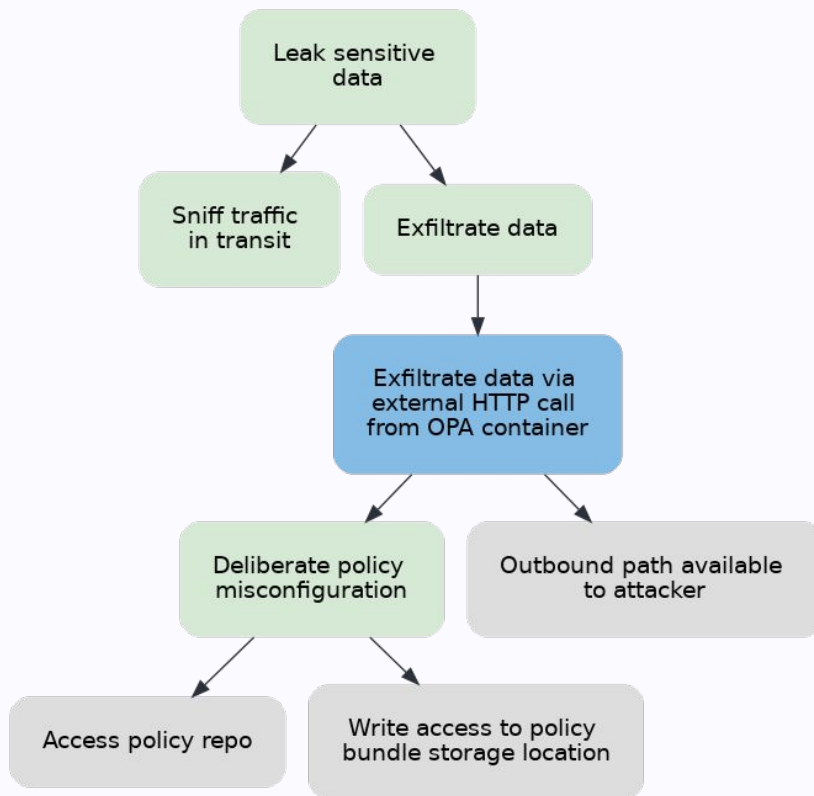 Leak sensitive
data
Sniff traffic
in transit
Exfiltrate data
Exfiltrate data via
external HTTP call
from OPA container
Deliberate policy
misconfiguration
Outbound path available
to attacker
Access policy repo
Write access to policy
bundle storage location